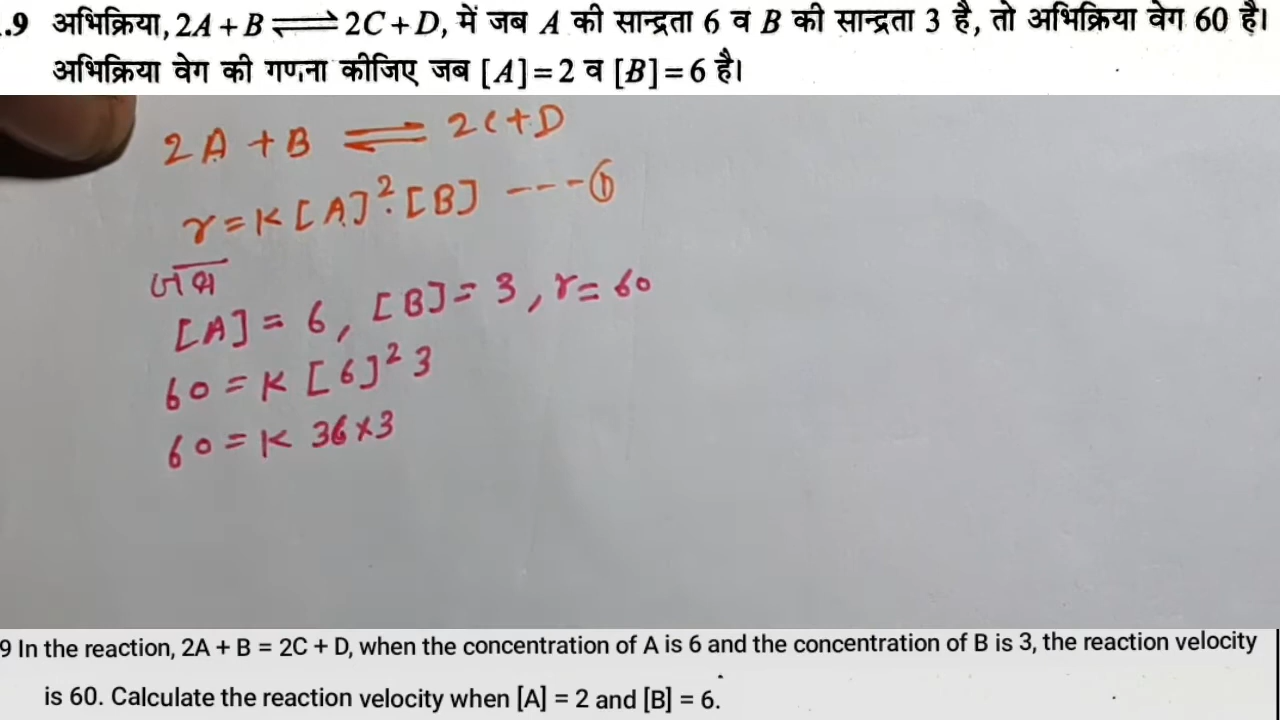 .9 अभिक्रिया, 2A + B ⇌ 2C + D, में जब A की सान्द्रता 6 व B की सान्द्रता 3 है, तो अभिक्रिया वेग 60 है।
अभिक्रिया वेग की गणना कीजिए जब [A] = 2 व [B] = 6 है।
2A + B ⇌ 2C+D
r = K[A]².[B] ----①
जब
[A] = 6, [B] = 3, r = 60
60 = K [6]² 3
60 = K 36×3
9 In the reaction, 2A + B = 2C + D, when the concentration of A is 6 and the concentration of B is 3, the reaction velocity
is 60. Calculate the reaction velocity when [A] = 2 and [B] = 6.